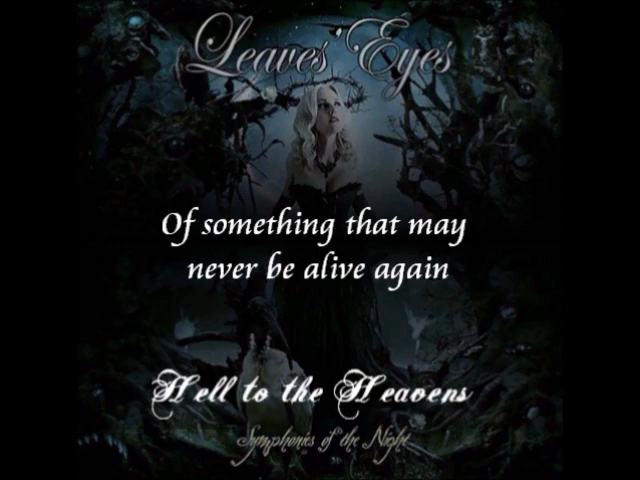 Leaves' Eyes
Of something that may
never be alive again
Hell to the Heavens
Symphonies of the Night